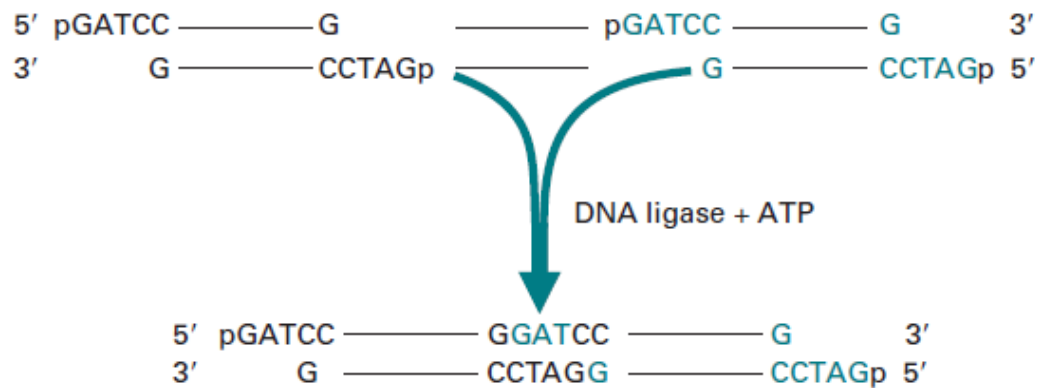 5′ pGATCC G pGATCC G 3′
3′ G CCTAGp G CCTAGp 5′
DNA ligase + ATP
5′ pGATCC GGATCC G 3′
3′ G CCTAGG CCTAGp 5′